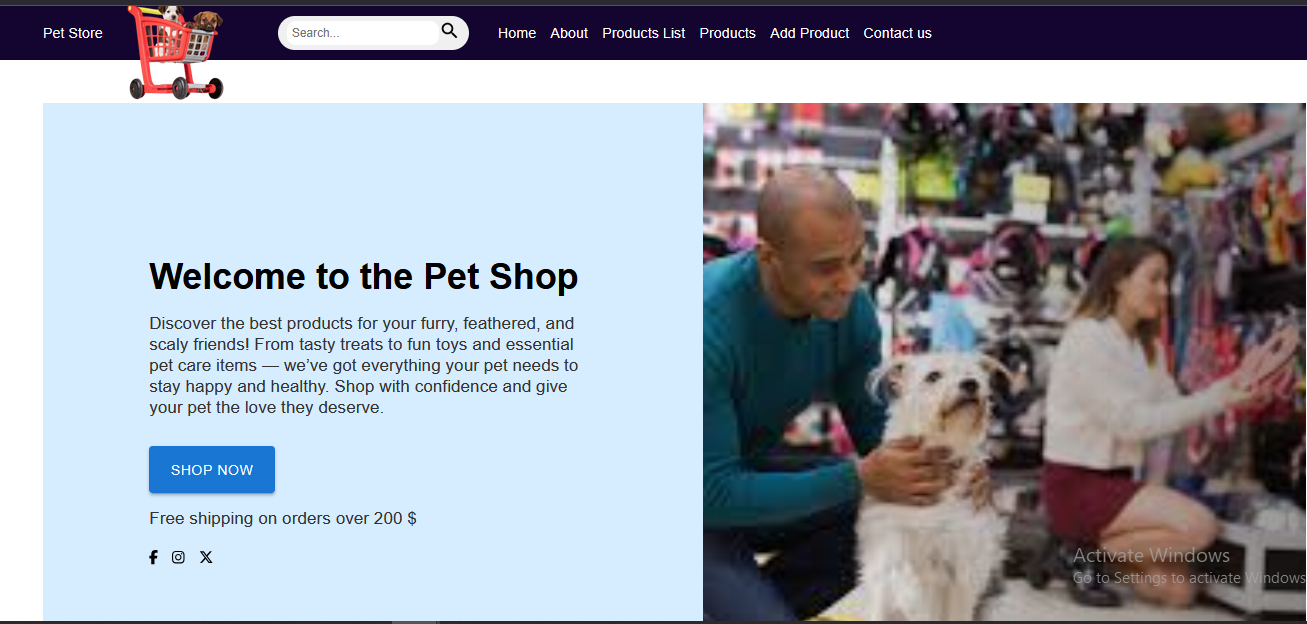 Pet Store
Search...
Home About Products List Products Add Product Contact us
Welcome to the Pet Shop
Discover the best products for your furry, feathered, and
scaly friends! From tasty treats to fun toys and essential
pet care items — we’ve got everything your pet needs to
stay happy and healthy. Shop with confidence and give
your pet the love they deserve.
SHOP NOW
Free shipping on orders over 200 $
Activate Windows
Go to Settings to activate Windows